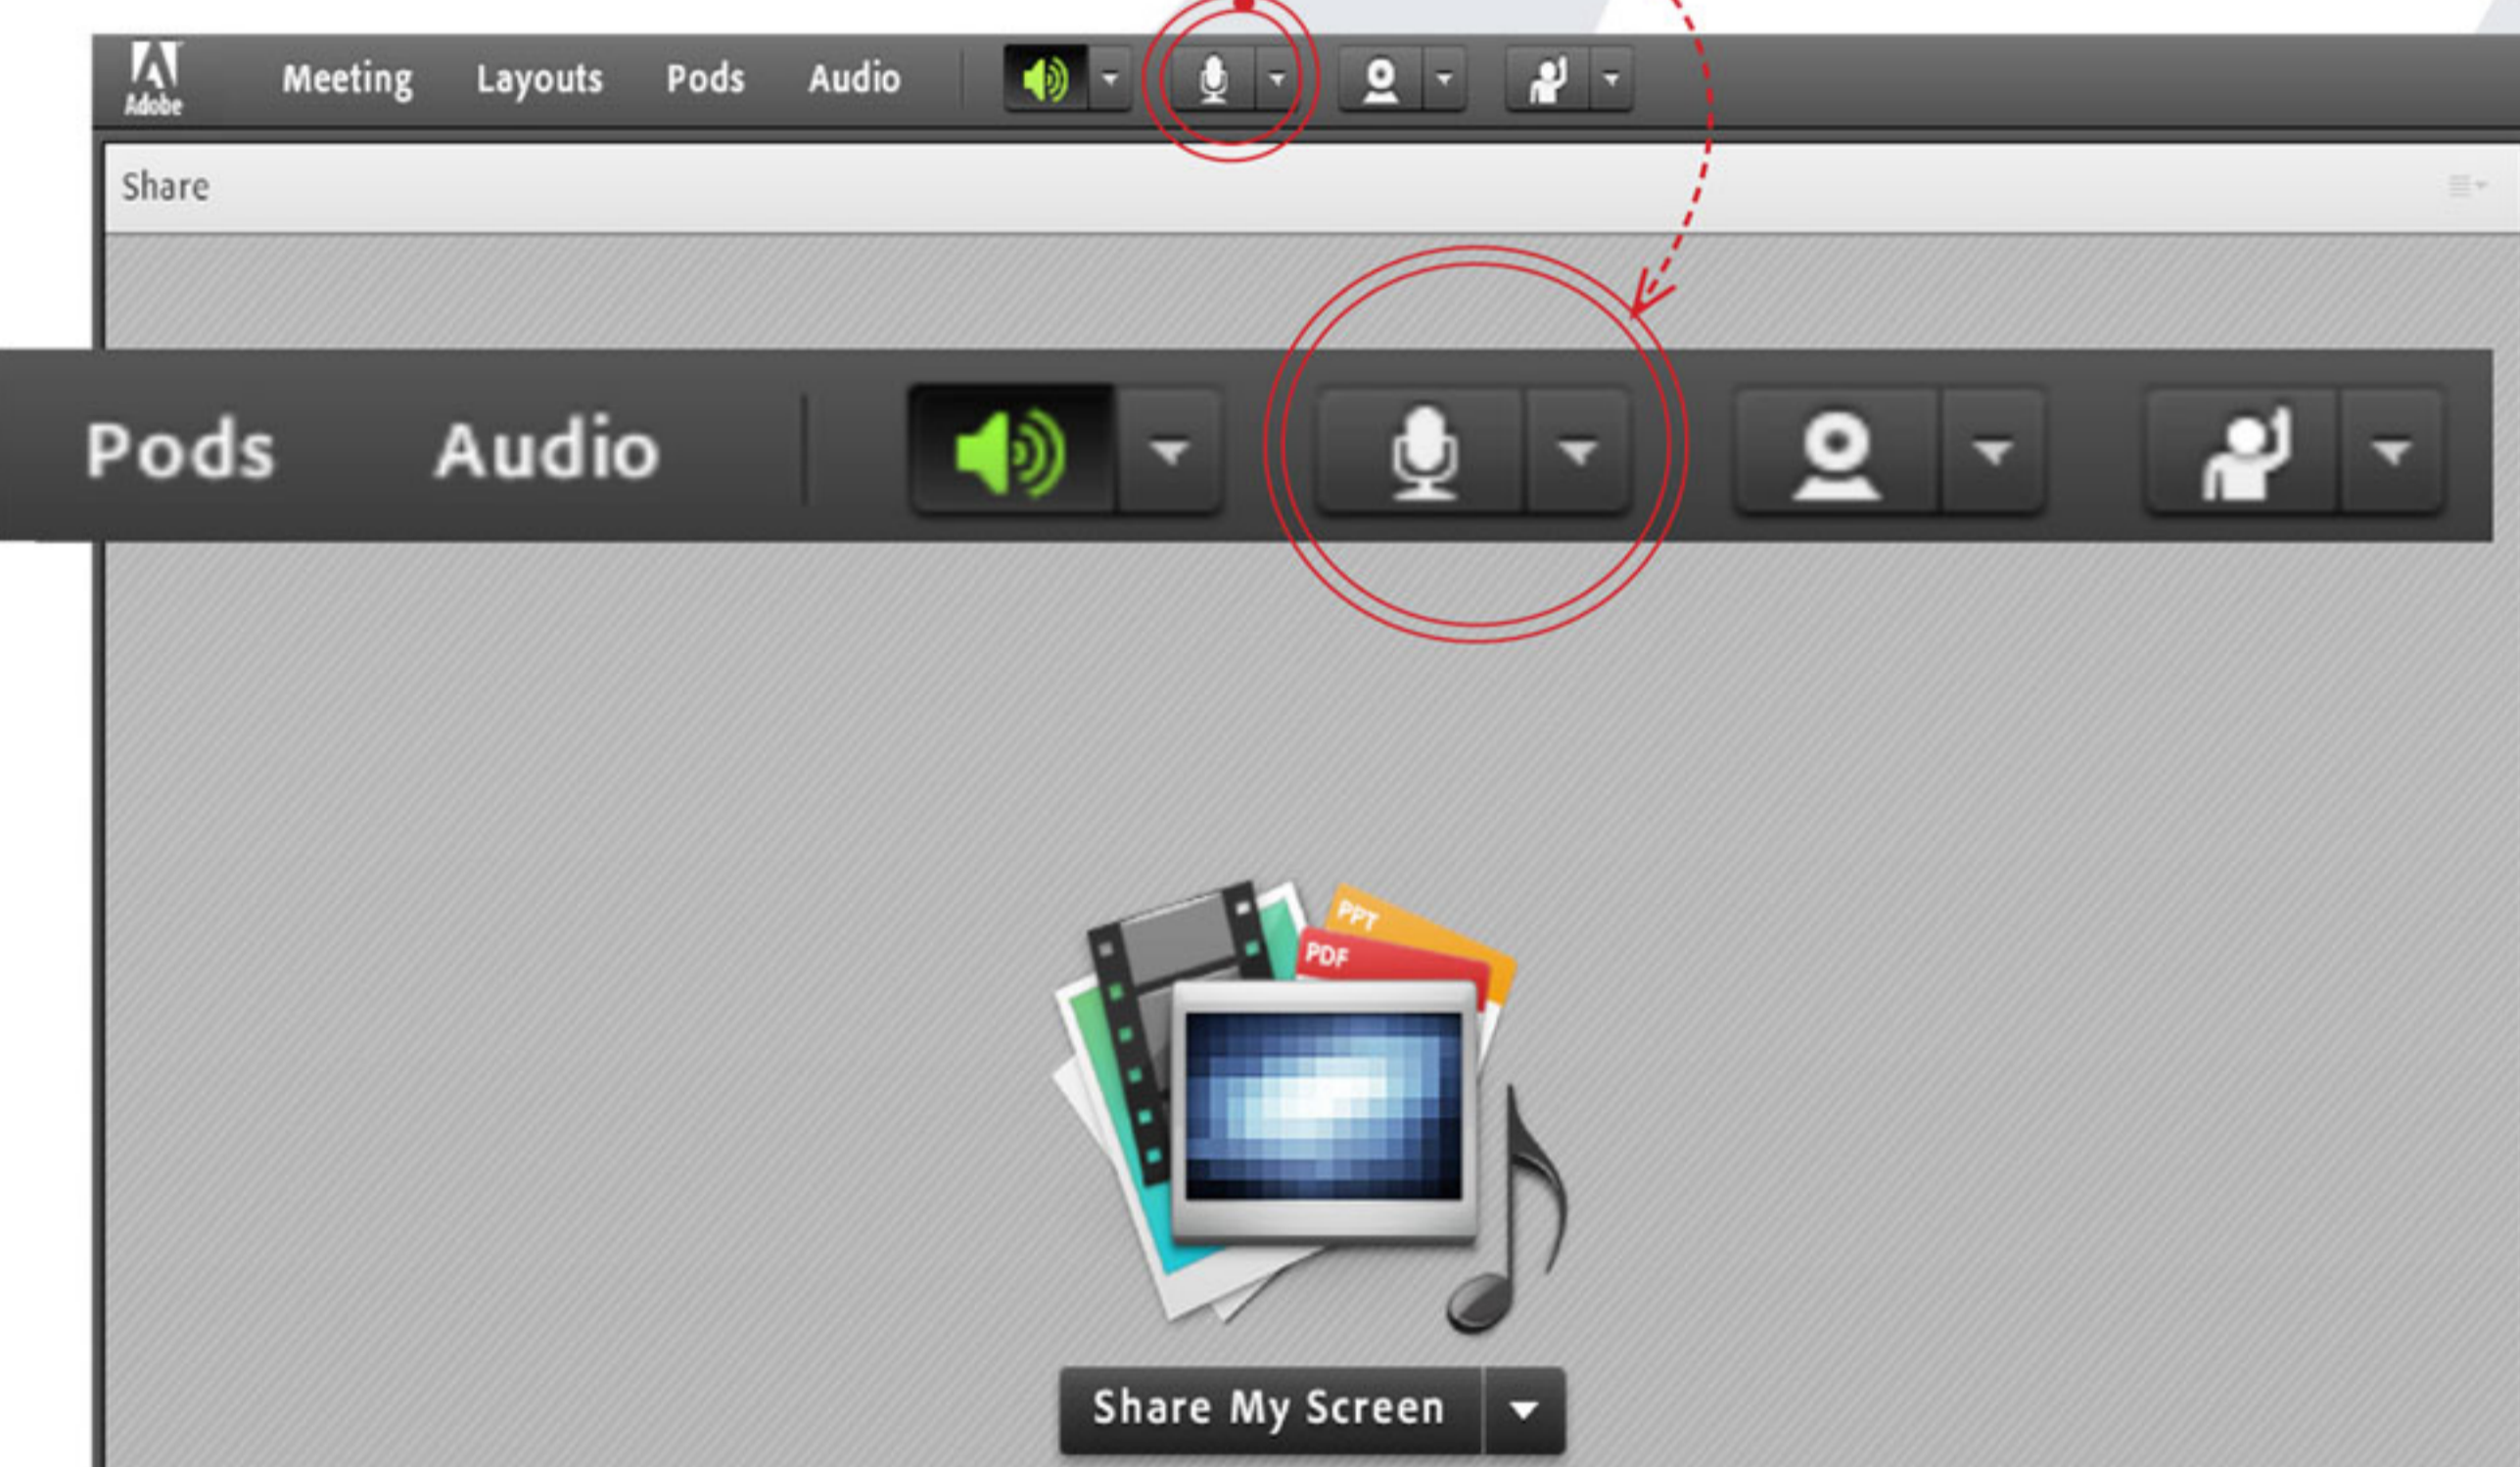 Adobe
Meeting Layouts Pods Audio
Share
Pods Audio
PPT
PDF
Share My Screen